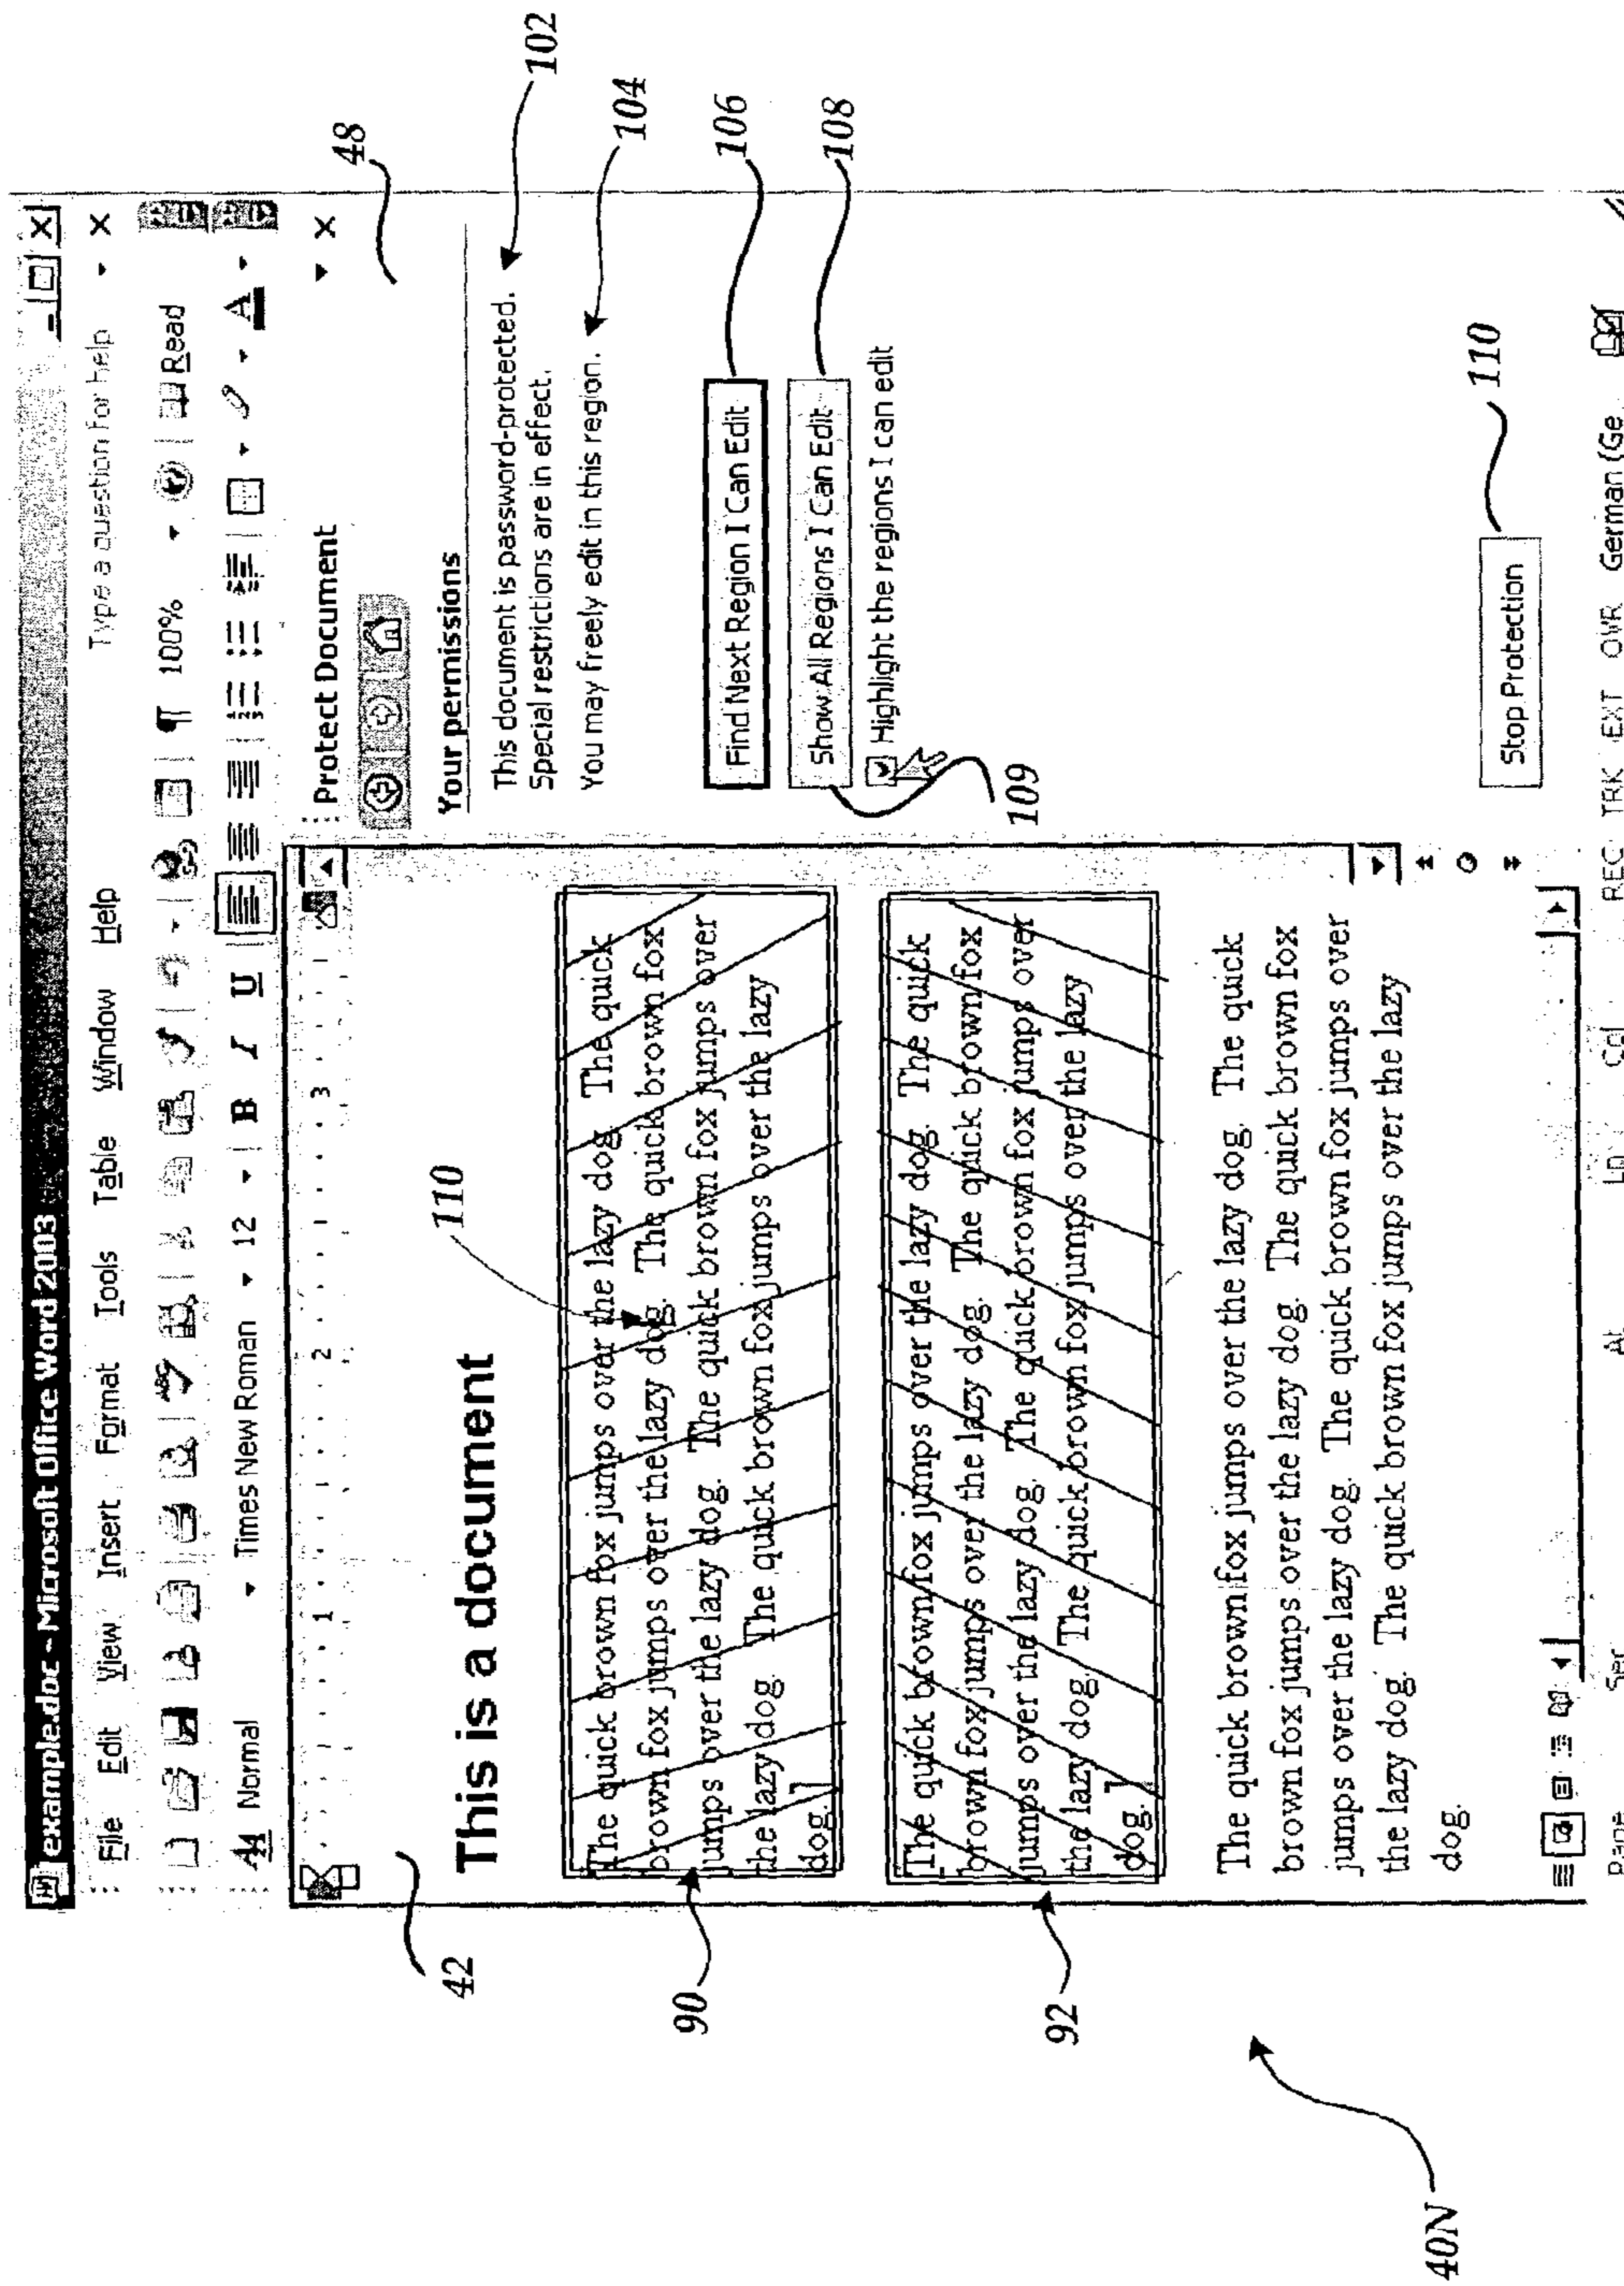 example.doc - Microsoft Office Word 2003
File Edit View Insert Format Tools Table Window Help Type a question for help
100% Read
Normal Times New Roman 12 B I U A
1 2 3
Protect Document
48
Your permissions
This document is password-protected.
Special restrictions are in effect.
102
You may freely edit in this region.
104
Find Next Region I Can Edit
106
Show All Regions I Can Edit
108
Highlight the regions I can edit
109
Stop Protection
110
42
This is a document
110
90
The quick brown fox jumps over the lazy dog. The quick
brown fox jumps over the lazy dog. The quick brown fox
jumps over the lazy dog. The quick brown fox jumps over
the lazy dog. The quick brown fox jumps over the lazy
dog.]
92
[The quick brown fox jumps over the lazy dog. The quick
brown fox jumps over the lazy dog. The quick brown fox
jumps over the lazy dog. The quick brown fox jumps over
the lazy dog. The quick brown fox jumps over the lazy
dog.]
The quick brown fox jumps over the lazy dog. The quick
brown fox jumps over the lazy dog. The quick brown fox
jumps over the lazy dog. The quick brown fox jumps over
the lazy dog. The quick brown fox jumps over the lazy
dog.
Page Sec At Ln Col REC TRK EXT OVR German (Ge
40N